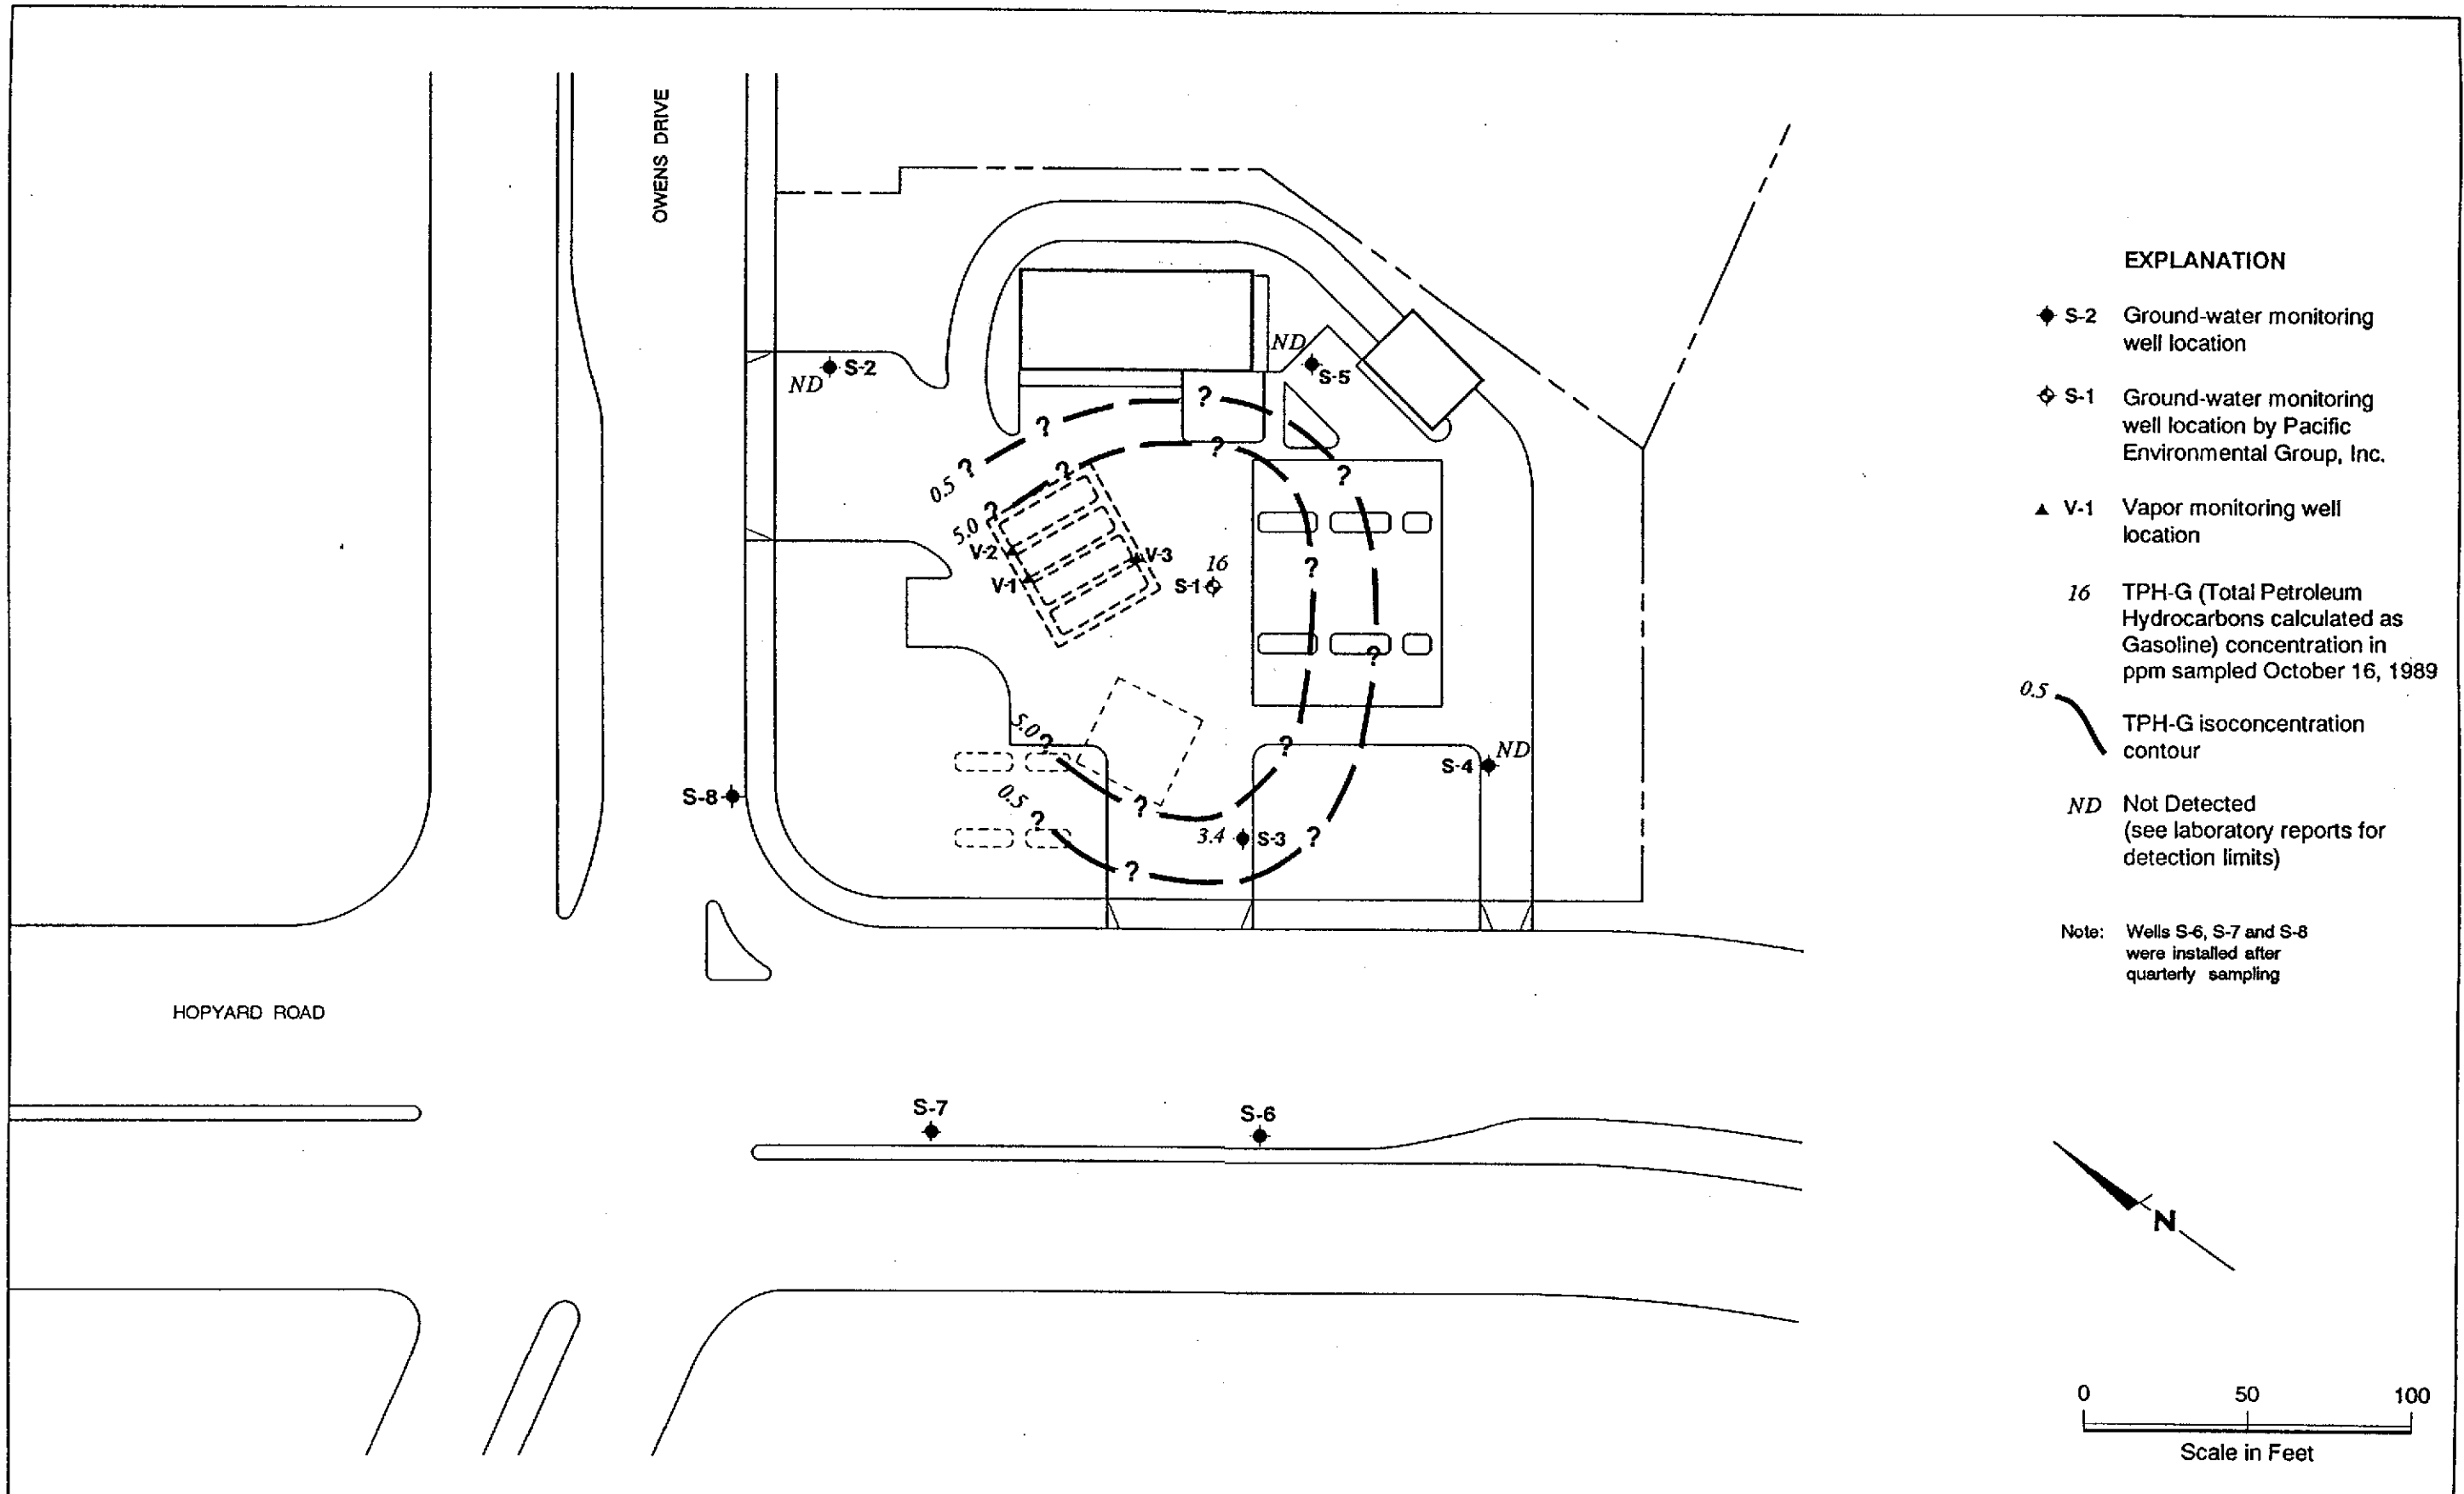 OWENS DRIVE
ND
S-2
ND
S-5
?
?
?
?
?
0.5
?
?
?
5.0
V-2
V-1
V-3
16
S-1
?
?
5.0
?
?
S-4
ND
S-8
0.5
?
?
3.4
S-3
?
?
HOPYARD ROAD
S-7
S-6
EXPLANATION
S-2 Ground-water monitoring
well location
S-1 Ground-water monitoring
well location by Pacific
Environmental Group, Inc.
V-1 Vapor monitoring well
location
16 TPH-G (Total Petroleum
Hydrocarbons calculated as
Gasoline) concentration in
ppm sampled October 16, 1989
0.5
TPH-G isoconcentration
contour
ND Not Detected
(see laboratory reports for
detection limits)
Note: Wells S-6, S-7 and S-8
were installed after
quarterly sampling
N
0 50 100
Scale in Feet